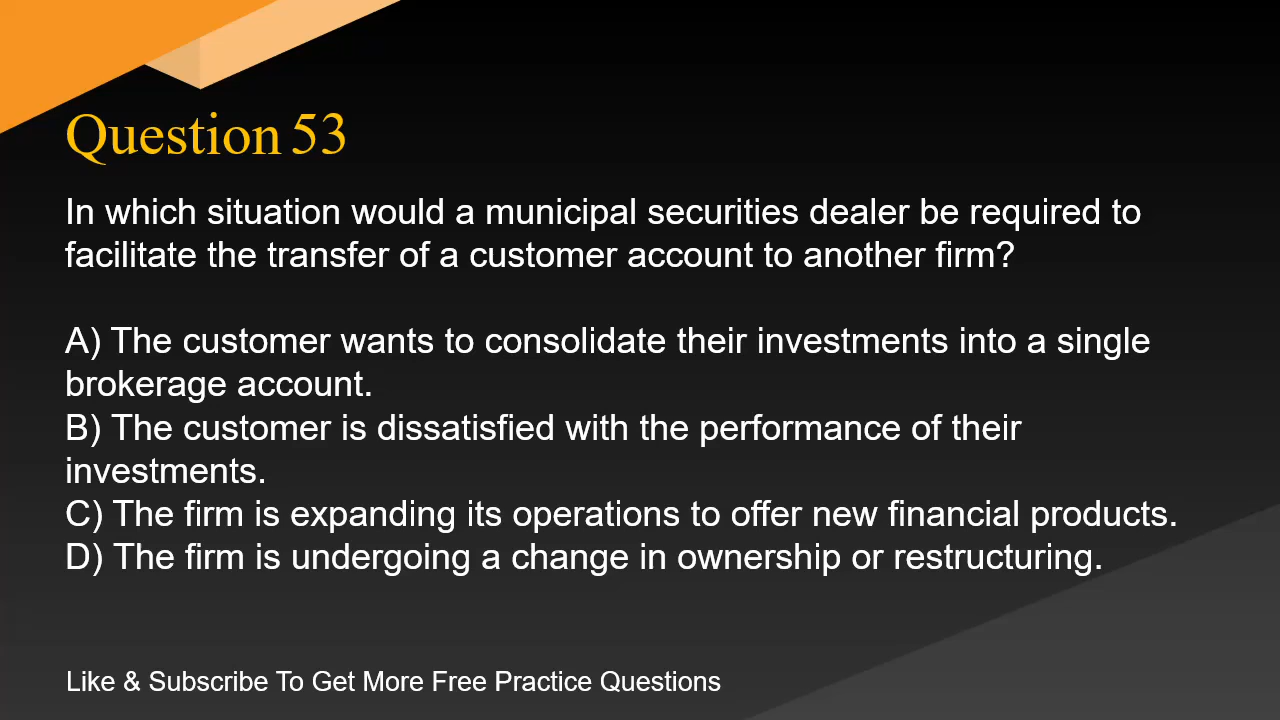 Question 53
In which situation would a municipal securities dealer be required to
facilitate the transfer of a customer account to another firm?
A) The customer wants to consolidate their investments into a single
brokerage account.
B) The customer is dissatisfied with the performance of their
investments.
C) The firm is expanding its operations to offer new financial products.
D) The firm is undergoing a change in ownership or restructuring.
Like & Subscribe To Get More Free Practice Questions